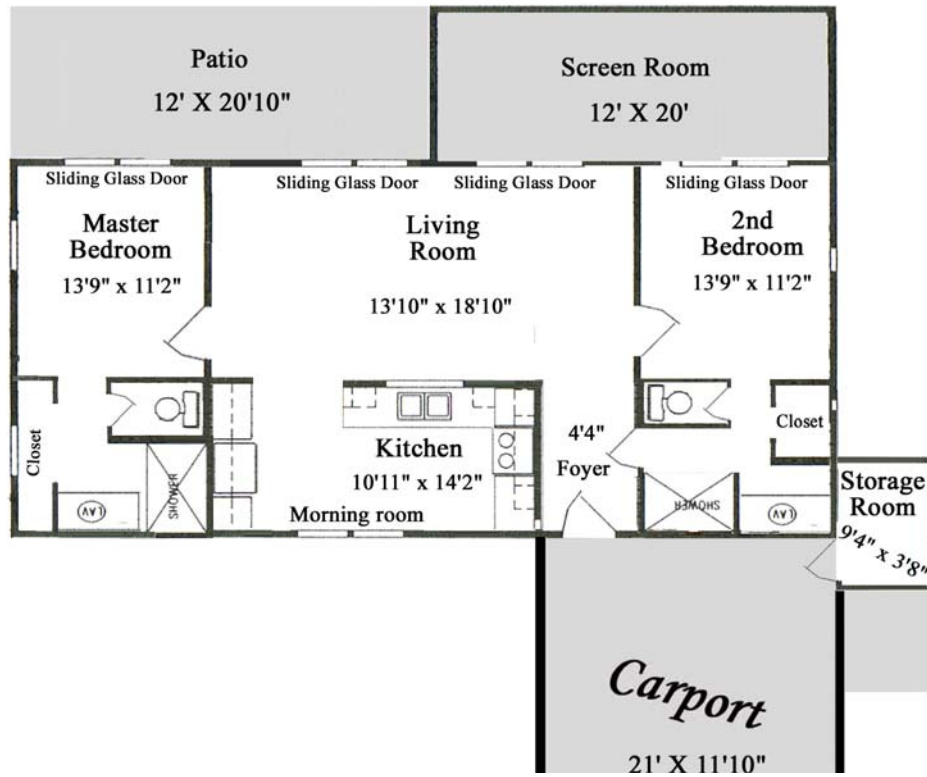 Patio
12' X 20'10"
Screen Room
12' X 20'
Sliding Glass Door
Sliding Glass Door
Sliding Glass Door
Sliding Glass Door
Master
Bedroom
13'9" x 11'2"
Living
Room
13'10" x 18'10"
2nd
Bedroom
13'9" x 11'2"
Closet
LAV
SHOWER
Kitchen
10'11" x 14'2"
Morning room
4'4"
Foyer
SHOWER
LAV
Closet
Storage
Room
9'4" x 3'8"
Carport
21' X 11'10"